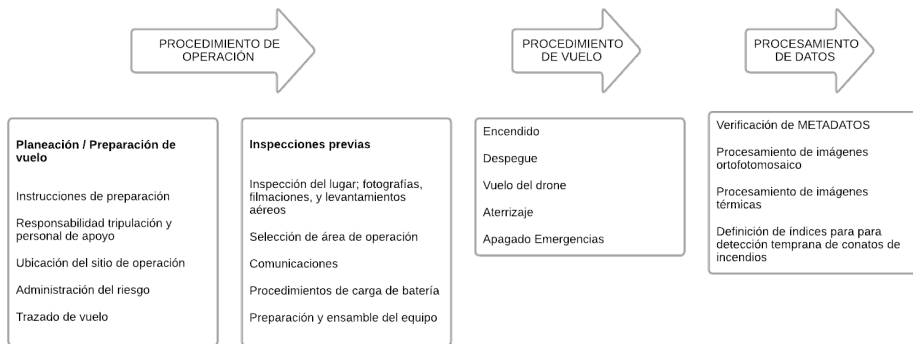 PROCEDIMIENTO DE
OPERACIÓN
PROCEDIMIENTO
DE VUELO
PROCESAMIENTO
DE DATOS
Planeación / Preparación de
vuelo
Instrucciones de preparación
Responsabilidad tripulación y
personal de apoyo
Ubicación del sitio de operación
Administración del riesgo
Trazado de vuelo
Inspecciones previas
Inspección del lugar; fotografías,
filmaciones, y levantamientos
aéreos
Selección de área de operación
Comunicaciones
Procedimientos de carga de batería
Preparación y ensamble del equipo
Encendido
Despegue
Vuelo del drone
Aterrizaje
Apagado Emergencias
Verificación de METADATOS
Procesamiento de imágenes
ortofotomosaico
Procesamiento de imágenes
térmicas
Definición de índices para para
detección temprana de conatos de
incendios